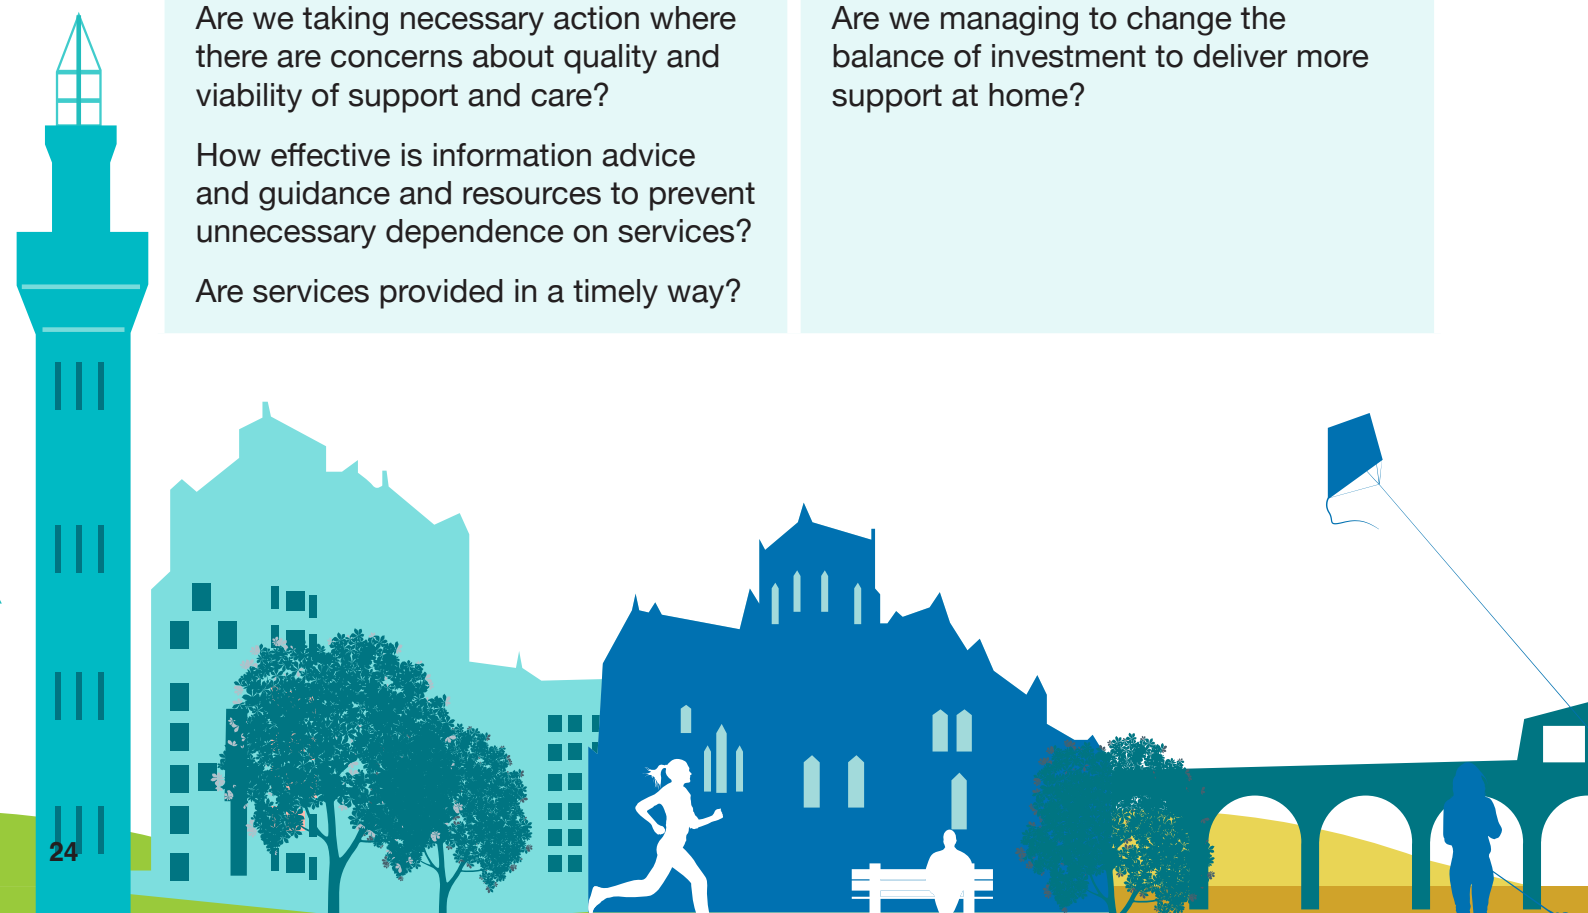 Are we taking necessary action where
there are concerns about quality and
viability of support and care?
How effective is information advice
and guidance and resources to prevent
unnecessary dependence on services?
Are services provided in a timely way?
Are we managing to change the
balance of investment to deliver more
support at home?
24